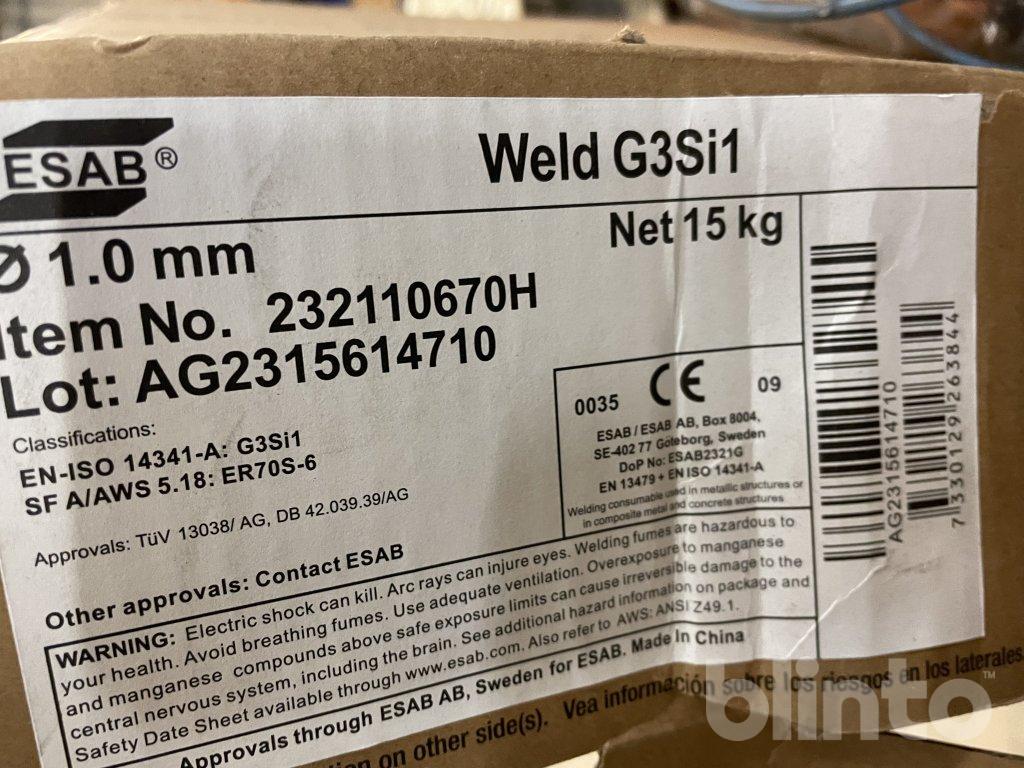 ESAB®
Weld G3Si1
Ø 1.0 mm
Net 15 kg
Item No. 232110670H
Lot: AG2315614710
Classifications:
EN-ISO 14341-A: G3Si1
SF A/AWS 5.18: ER70S-6
Approvals: TüV 13038/ AG, DB 42.039.39/AG
Other approvals: Contact ESAB
0035 CE 09
ESAB / ESAB AB, Box 8004,
SE-402 77 Goteborg, Sweden
DoP No: ESAB2321G
EN 13479 + EN ISO 14341-A
Welding consumable used in metallic structures or
in composite metal and concrete structures
AG2315614710
7330129263844
WARNING: Electric shock can kill. Arc rays can injure eyes. Welding fumes are hazardous to
your health. Avoid breathing fumes. Use adequate ventilation. Overexposure to manganese
and manganese compounds above safe exposure limits can cause irreversible damage to the
central nervous system, including the brain. See additional hazard information on package and
Safety Date Sheet available through www.esab.com. Also refer to AWS: ANSI Z49.1.
Approvals through ESAB AB, Sweden for ESAB. Made In China
on other side(s). Vea información sobre los riesgos en los laterales
blinto™